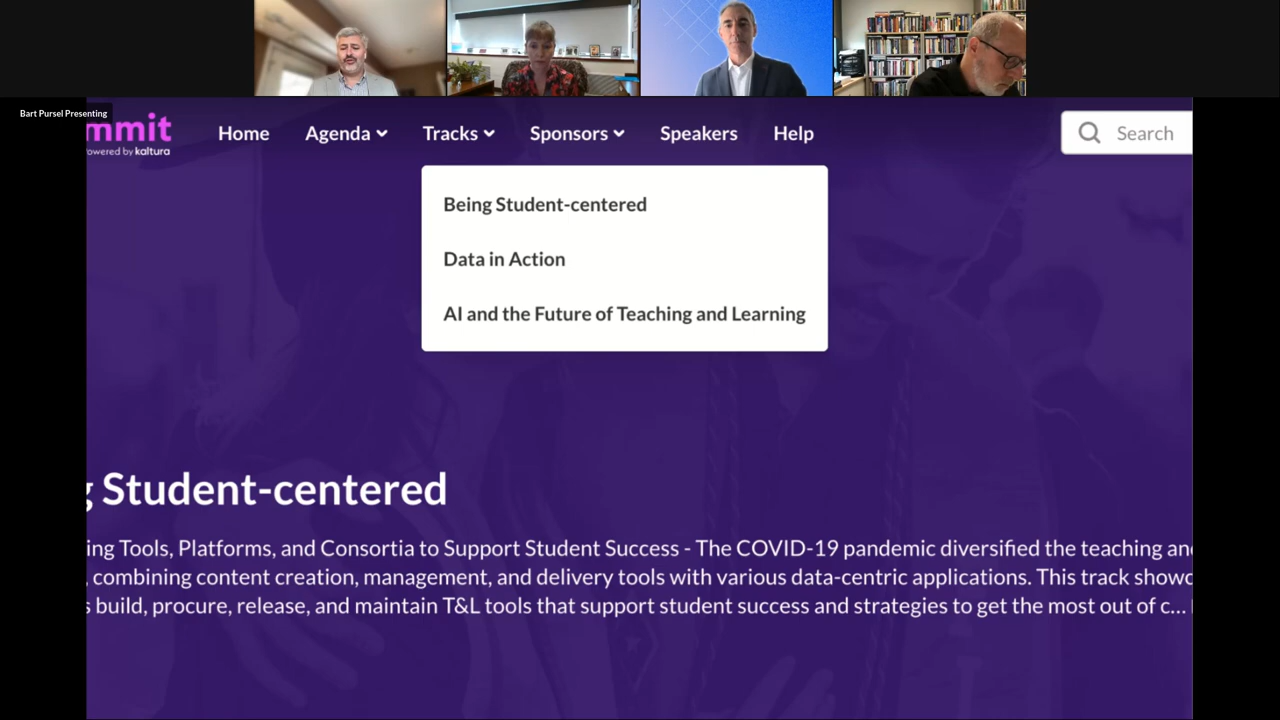 Bart Pursel Presenting
mmit
owered by kaltura
Home Agenda Tracks Sponsors Speakers Help Search
Being Student-centered
Data in Action
AI and the Future of Teaching and Learning
g Student-centered
ing Tools, Platforms, and Consortia to Support Student Success - The COVID-19 pandemic diversified the teaching an
, combining content creation, management, and delivery tools with various data-centric applications. This track showc
s build, procure, release, and maintain T&L tools that support student success and strategies to get the most out of c...